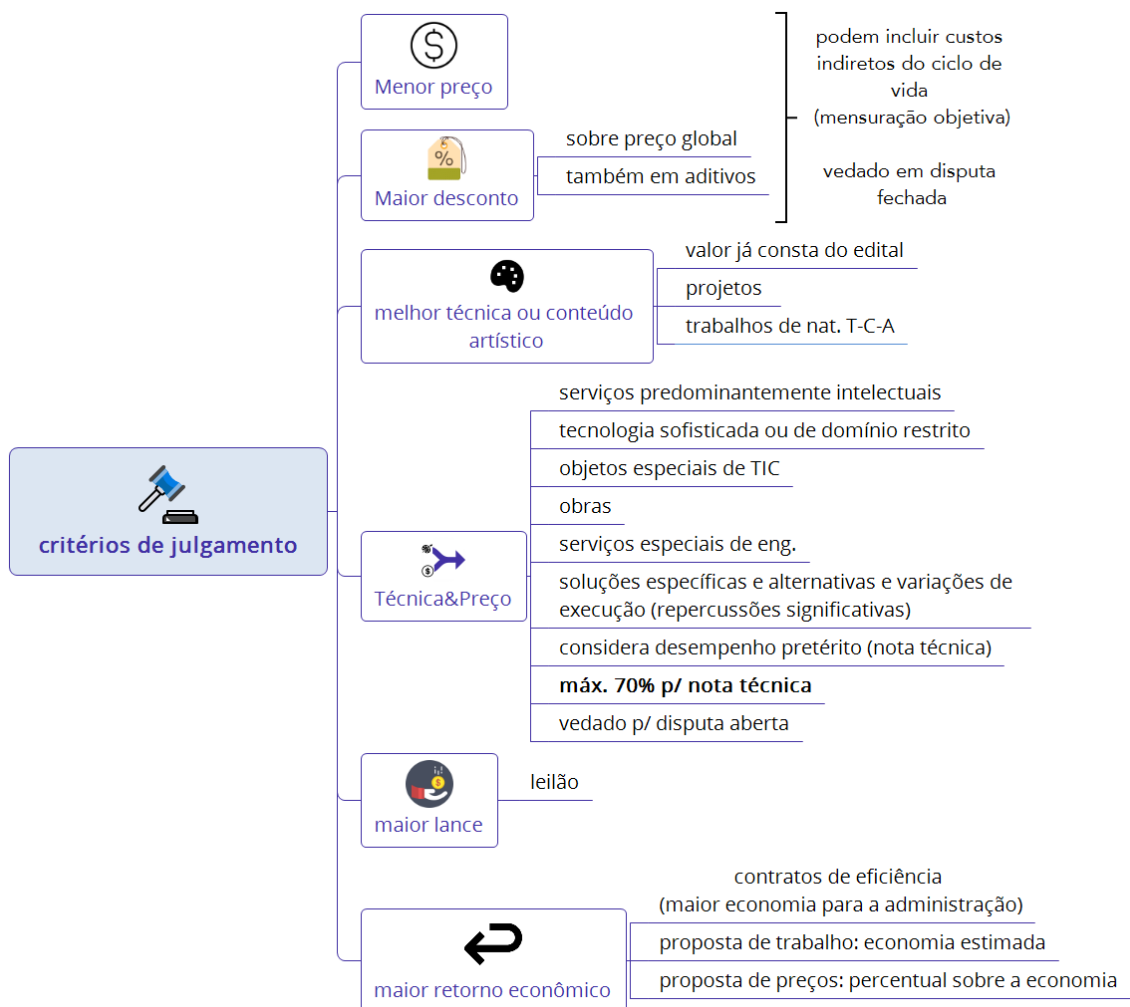 Menor preço
podem incluir custos
indiretos do ciclo de
vida
(mensuração objetiva)
vedado em disputa
fechada
%
Maior desconto
sobre preço global
também em aditivos
melhor técnica ou conteúdo
artístico
valor já consta do edital
projetos
trabalhos de nat. T-C-A
critérios de julgamento
Técnica&Preço
serviços predominantemente intelectuais
tecnologia sofisticada ou de domínio restrito
objetos especiais de TIC
obras
serviços especiais de eng.
soluções específicas e alternativas e variações de
execução (repercussões significativas)
considera desempenho pretérito (nota técnica)
máx. 70% p/ nota técnica
vedado p/ disputa aberta
maior lance
leilão
maior retorno econômico
contratos de eficiência
(maior economia para a administração)
proposta de trabalho: economia estimada
proposta de preços: percentual sobre a economia